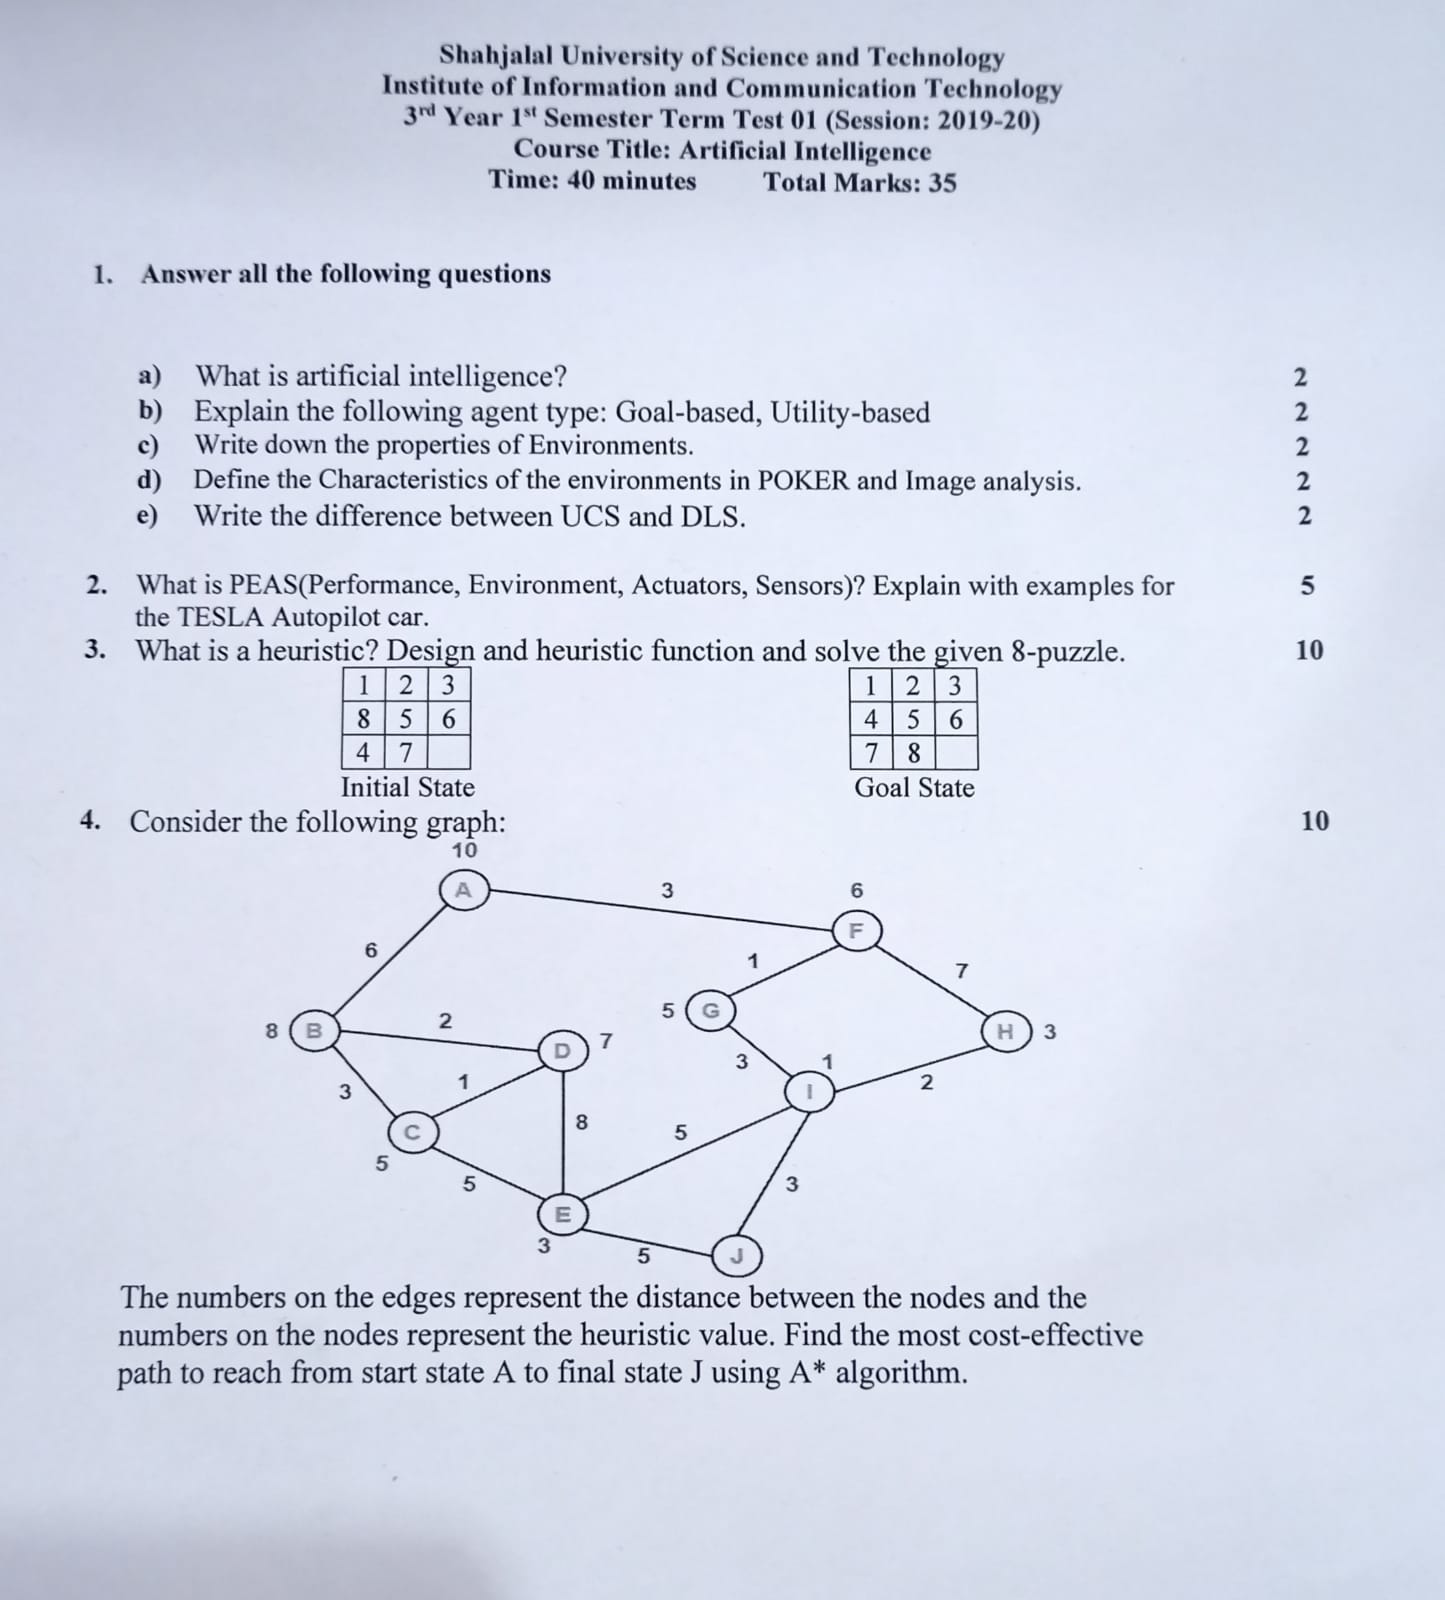 Shahjalal University of Science and Technology
Institute of Information and Communication Technology
3rd Year 1st Semester Term Test 01 (Session: 2019-20)
Course Title: Artificial Intelligence
Time: 40 minutes Total Marks: 35
1. Answer all the following questions
a) What is artificial intelligence? 2
b) Explain the following agent type: Goal-based, Utility-based 2
c) Write down the properties of Environments. 2
d) Define the Characteristics of the environments in POKER and Image analysis. 2
e) Write the difference between UCS and DLS. 2
2. What is PEAS(Performance, Environment, Actuators, Sensors)? Explain with examples for 5
the TESLA Autopilot car.
3. What is a heuristic? Design and heuristic function and solve the given 8-puzzle. 10
1 2 3 1 2 3
8 5 6 4 5 6
4 7 7 8
Initial State Goal State
4. Consider the following graph: 10
10
A 3 6
F
6
1
7
5 G
8 B 2 H 3
D 7
3 1
I 2
3 1
C 8 5
5
5 3
E
3 5 J
The numbers on the edges represent the distance between the nodes and the
numbers on the nodes represent the heuristic value. Find the most cost-effective
path to reach from start state A to final state J using A* algorithm.